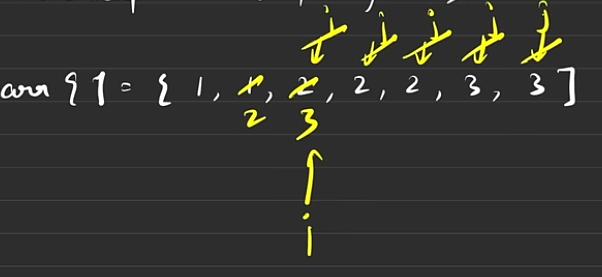 j j j j j
arr [] = { 1, 1, 2, 2, 2, 3, 3 ]
2 3
i